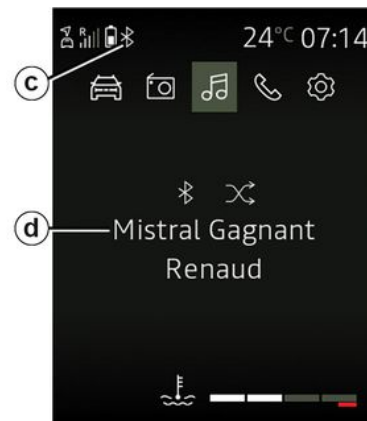 R
24°C 07:14
c
d
Mistral Gagnant
Renaud